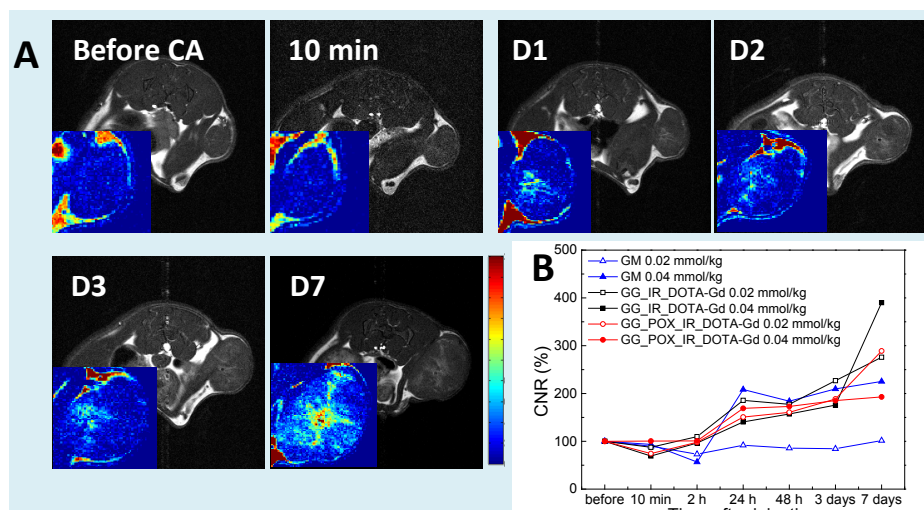 A
Before CA
10 min
D1
D2
D3
D7
B
500
400
300
200
100
0
CNR (%)
GM 0.02 mmol/kg
GM 0.04 mmol/kg
GG_IR_DOTA-Gd 0.02 mmol/kg
GG_IR_DOTA-Gd 0.04 mmol/kg
GG_POX_IR_DOTA-Gd 0.02 mmol/kg
GG_POX_IR_DOTA-Gd 0.04 mmol/kg
before 10 min 2 h 24 h 48 h 3 days 7 days